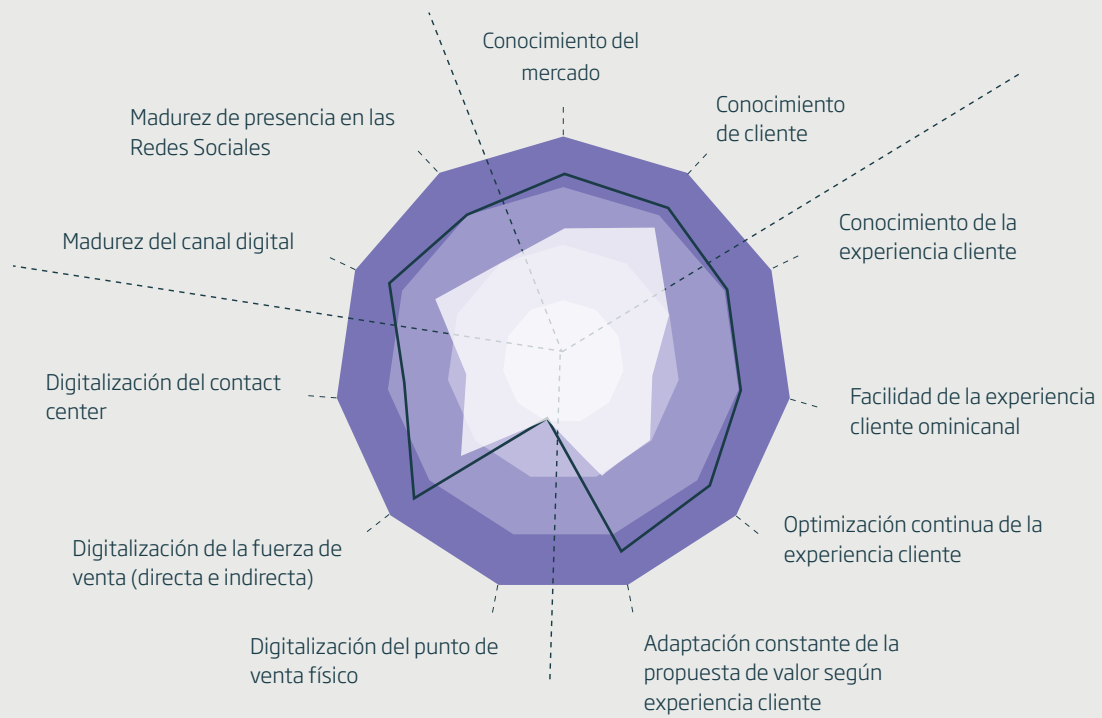 Conocimiento del
mercado
Conocimiento
de cliente
Conocimiento de la
experiencia cliente
Facilidad de la experiencia
cliente ominicanal
Optimización continua de la
experiencia cliente
Adaptación constante de la
propuesta de valor según
experiencia cliente
Digitalización del punto de
venta físico
Digitalización de la fuerza de
venta (directa e indirecta)
Digitalización del contact
center
Madurez del canal digital
Madurez de presencia en las
Redes Sociales